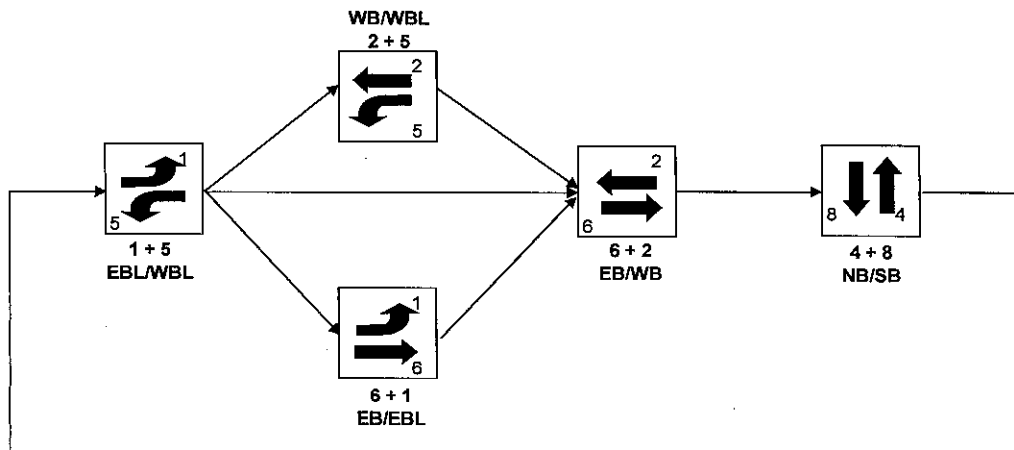 WB/WBL
2 + 5
2
5
1
5
1 + 5
EBL/WBL
2
6
6 + 2
EB/WB
8
4
4 + 8
NB/SB
1
6
6 + 1
EB/EBL